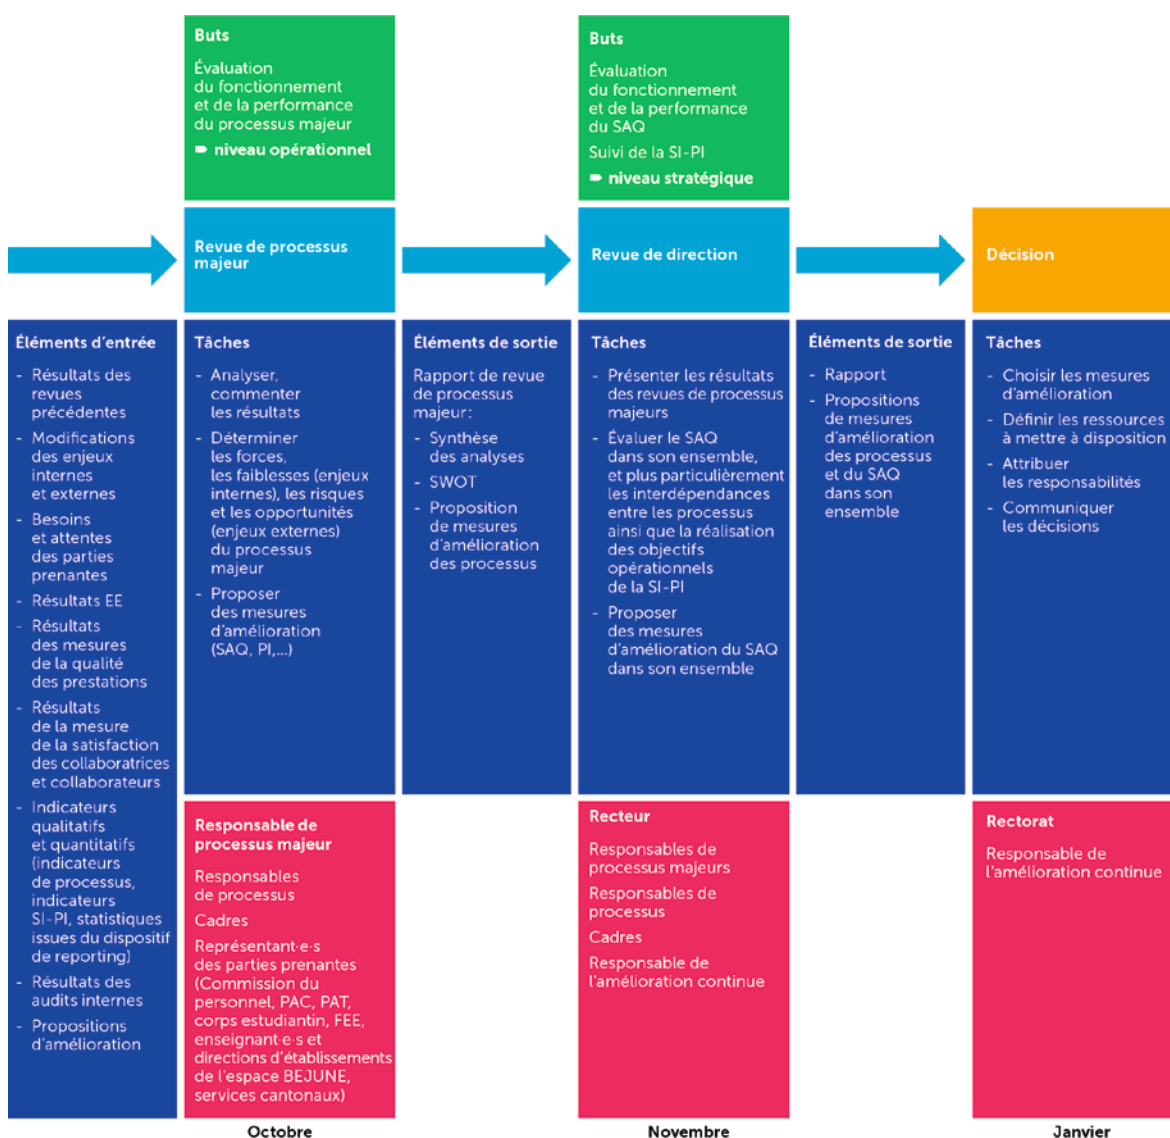 Buts
Évaluation
du fonctionnement
et de la performance
du processus majeur
➨ niveau opérationnel
Buts
Évaluation
du fonctionnement
et de la performance
du SAQ
Suivi de la SI-PI
➨ niveau stratégique
Revue de processus
majeur
Revue de direction
Décision
Éléments d'entrée
- Résultats des
revues
précédentes
- Modifications
des enjeux
internes
et externes
- Besoins
et attentes
des parties
prenantes
- Résultats EE
- Résultats
des mesures
de la qualité
des prestations
- Résultats
de la mesure
de la satisfaction
des collaboratrices
et collaborateurs
- Indicateurs
qualitatifs
et quantitatifs
(indicateurs
de processus,
indicateurs
SI-PI, statistiques
issues du dispositif
de reporting)
- Résultats des
audits internes
- Propositions
d'amélioration
Tâches
- Analyser,
commenter
les résultats
- Déterminer
les forces,
les faiblesses (enjeux
internes), les risques
et les opportunités
(enjeux externes)
du processus
majeur
- Proposer
des mesures
d'amélioration
(SAQ, PI,...)
Éléments de sortie
Rapport de revue
de processus
majeur:
- Synthèse
des analyses
- SWOT
- Proposition
de mesures
d'amélioration
des processus
Tâches
- Présenter les résultats
des revues de processus
majeurs
- Évaluer le SAQ
dans son ensemble,
et plus particulièrement
les interdépendances
entre les processus
ainsi que la réalisation
des objectifs
opérationnels
de la SI-PI
- Proposer
des mesures
d'amélioration du SAQ
dans son ensemble
Éléments de sortie
- Rapport
- Propositions
de mesures
d'amélioration
des processus
et du SAQ
dans son
ensemble
Tâches
- Choisir les mesures
d'amélioration
- Définir les ressources
à mettre à disposition
- Attribuer
les responsabilités
- Communiquer
les décisions
Responsable de
processus majeur
Responsables
de processus
Cadres
Représentant·e·s
des parties prenantes
(Commission du
personnel, PAC, PAT,
corps estudiantin, FEE,
enseignant·e·s et
directions d'établissements
de l'espace BEJUNE,
services cantonaux)
Recteur
Responsables de
processus majeurs
Responsables de
processus
Cadres
Responsable de
l'amélioration continue
Rectorat
Responsable de
l'amélioration continue
Octobre
Novembre
Janvier